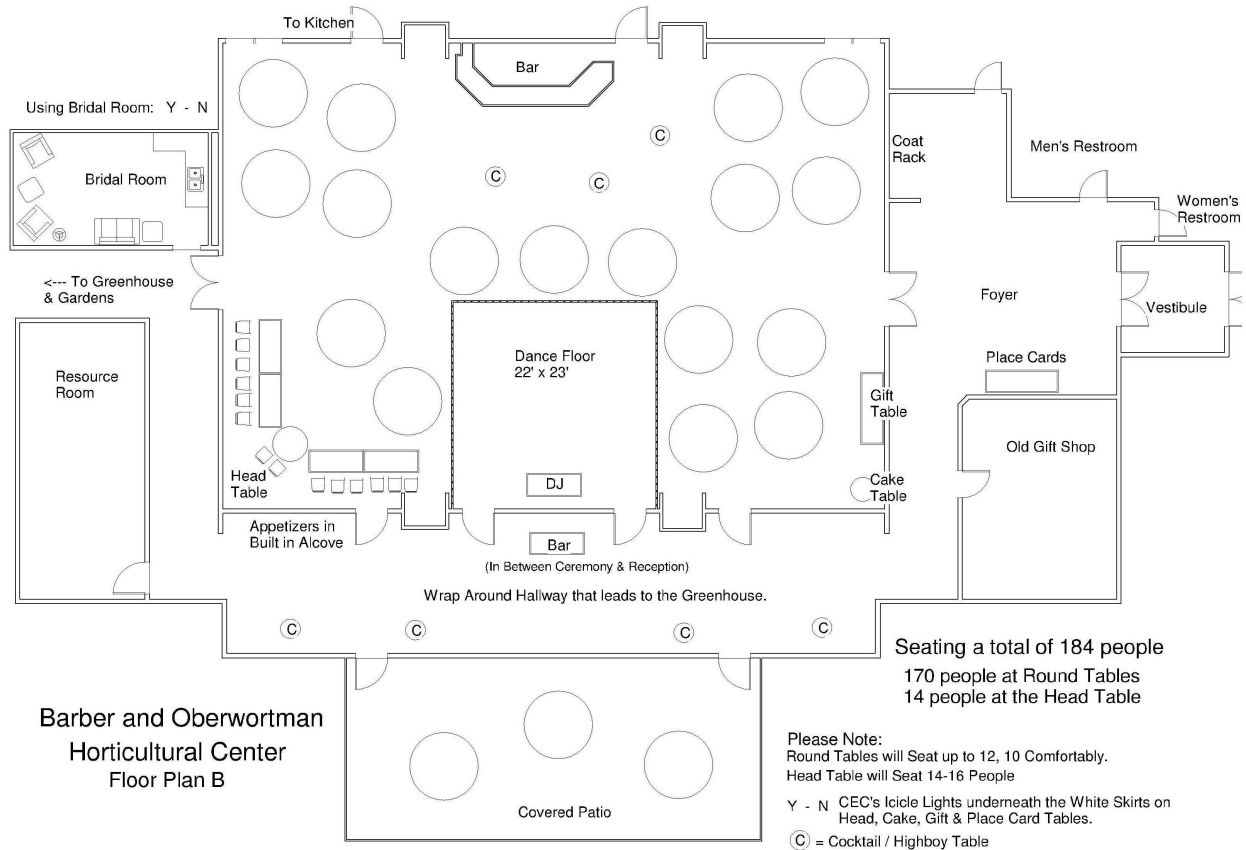 To Kitchen
Bar
Using Bridal Room: Y - N
C
Coat
Rack
Men's Restroom
Bridal Room
C
C
Women's
Restroom
<--- To Greenhouse
& Gardens
Foyer
Vestibule
Dance Floor
22' x 23'
Place Cards
Resource
Room
Gift
Table
Old Gift Shop
Head
Table
DJ
Cake
Table
Appetizers in
Built in Alcove
Bar
(In Between Ceremony & Reception)
Wrap Around Hallway that leads to the Greenhouse.
C
C
C
C
Seating a total of 184 people
170 people at Round Tables
14 people at the Head Table
Barber and Oberwortman
Horticultural Center
Floor Plan B
Please Note:
Round Tables will Seat up to 12, 10 Comfortably.
Head Table will Seat 14-16 People
Y - N CEC's Icicle Lights underneath the White Skirts on
Head, Cake, Gift & Place Card Tables.
C = Cocktail / Highboy Table
Covered Patio